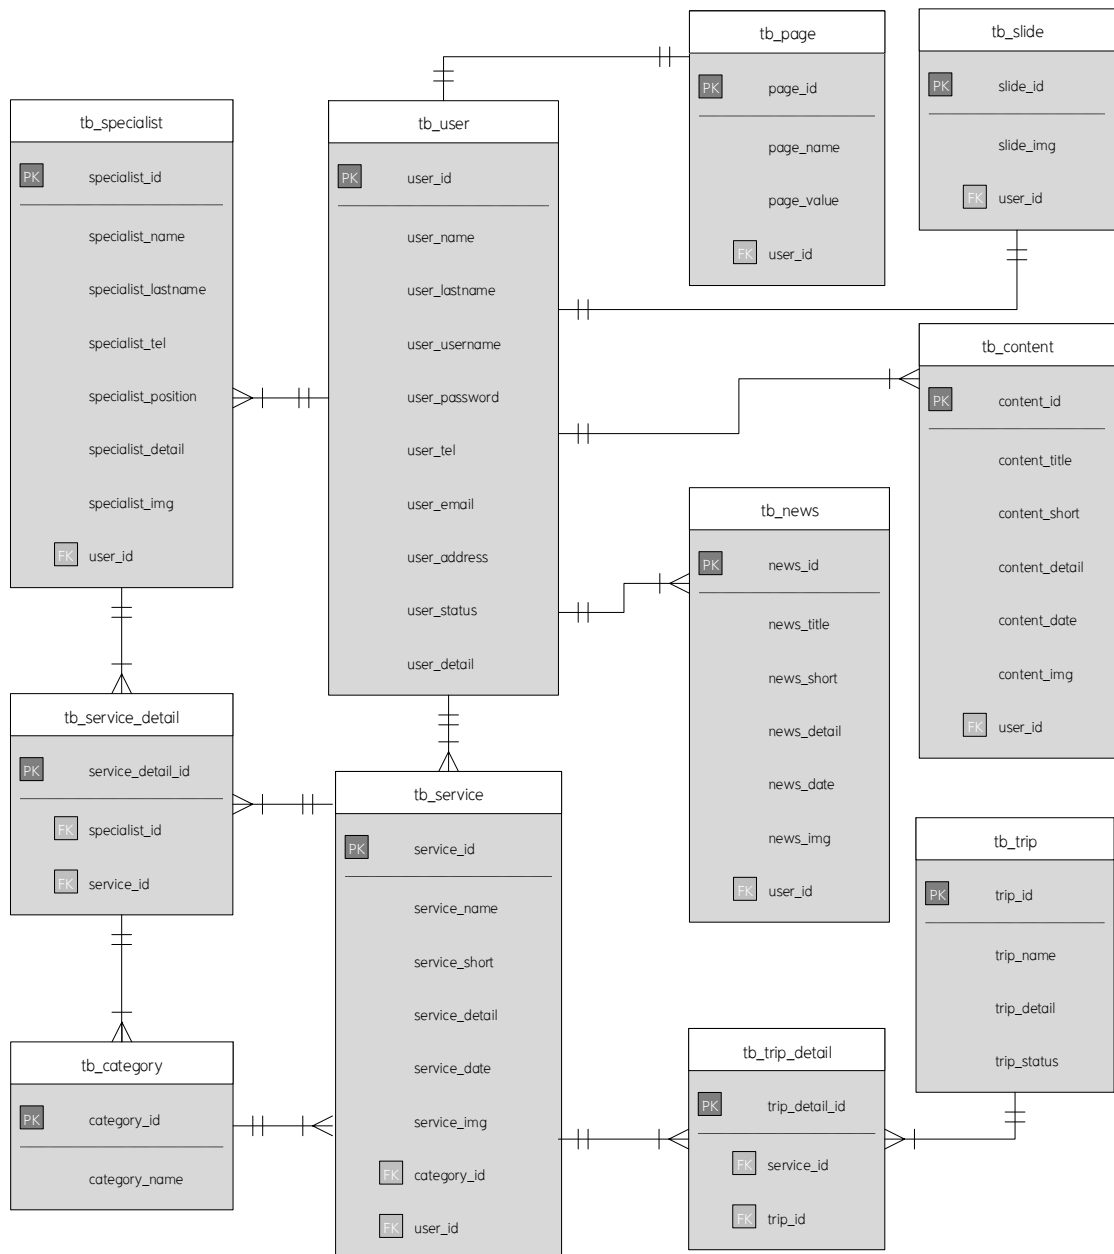 tb_page
PK page_id
page_name
page_value
FK user_id
tb_slide
PK slide_id
slide_img
FK user_id
tb_specialist
PK specialist_id
specialist_name
specialist_lastname
specialist_tel
specialist_position
specialist_detail
specialist_img
FK user_id
tb_user
PK user_id
user_name
user_lastname
user_username
user_password
user_tel
user_email
user_address
user_status
user_detail
tb_content
PK content_id
content_title
content_short
content_detail
content_date
content_img
FK user_id
tb_news
PK news_id
news_title
news_short
news_detail
news_date
news_img
FK user_id
tb_service_detail
PK service_detail_id
FK specialist_id
FK service_id
tb_service
PK service_id
service_name
service_short
service_detail
service_date
service_img
FK category_id
FK user_id
tb_trip
PK trip_id
trip_name
trip_detail
trip_status
tb_category
PK category_id
category_name
tb_trip_detail
PK trip_detail_id
FK service_id
FK trip_id